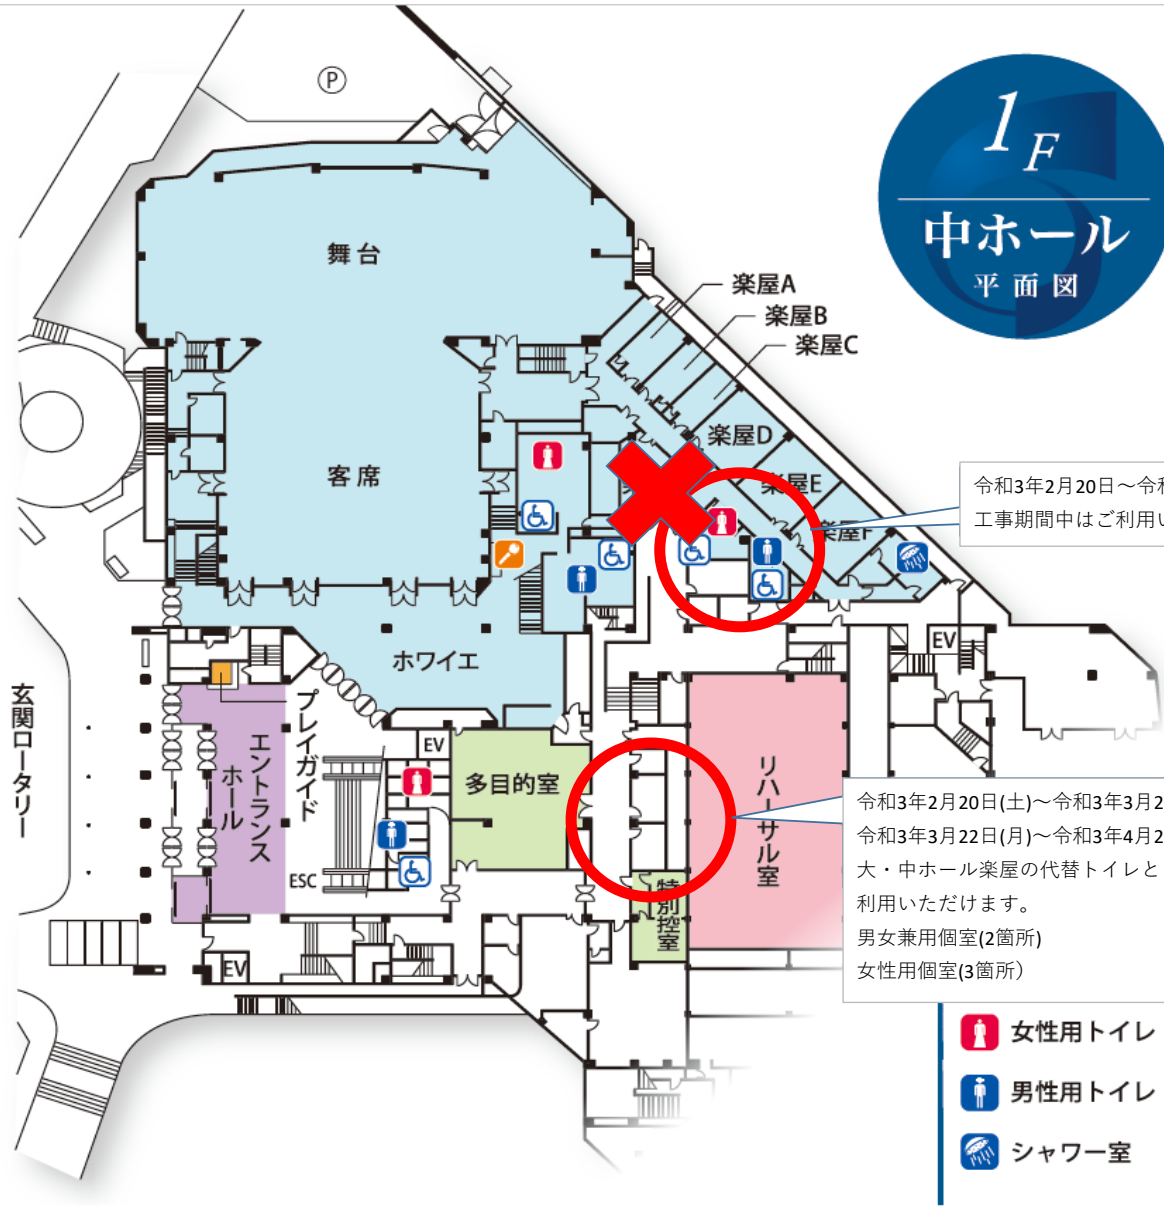 P
1F
中ホール
平面図
舞台
楽屋A
楽屋B
楽屋C
楽屋D
楽屋E
楽屋F
客席
令和3年2月20日～令和
工事期間中はご利用い
ホワイエ
EV
玄関ロータリー
エントランス
ホール
プレイガイド
EV
多目的室
リハーサル室
ESC
特別控室
EV
令和3年2月20日(土)～令和3年3月2
令和3年3月22日(月)～令和3年4月2
大・中ホール楽屋の代替トイレと
利用いただけます。
男女兼用個室(2箇所)
女性用個室(3箇所）
女性用トイレ
男性用トイレ
シャワー室